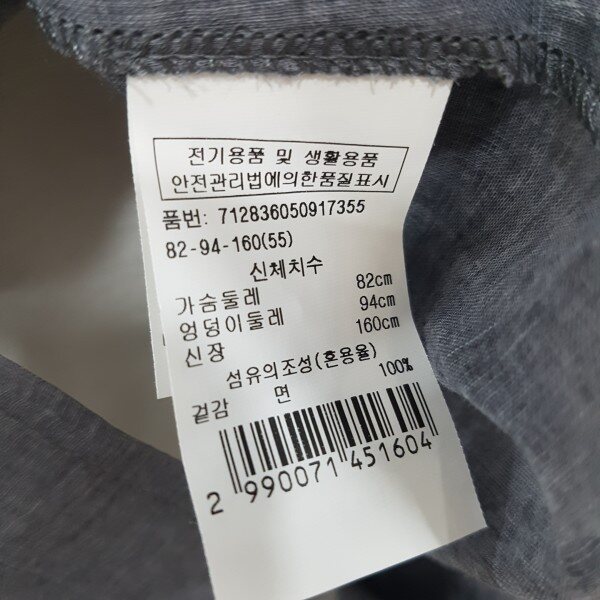 전기용품 및 생활용품
안전관리법에의한품질표시
품번: 712836050917355
82-94-160(55)
신체치수
가슴둘레 82cm
엉덩이둘레 94cm
신장 160cm
섬유의조성(혼용율)
겉감 면 100%
2 990071 451604